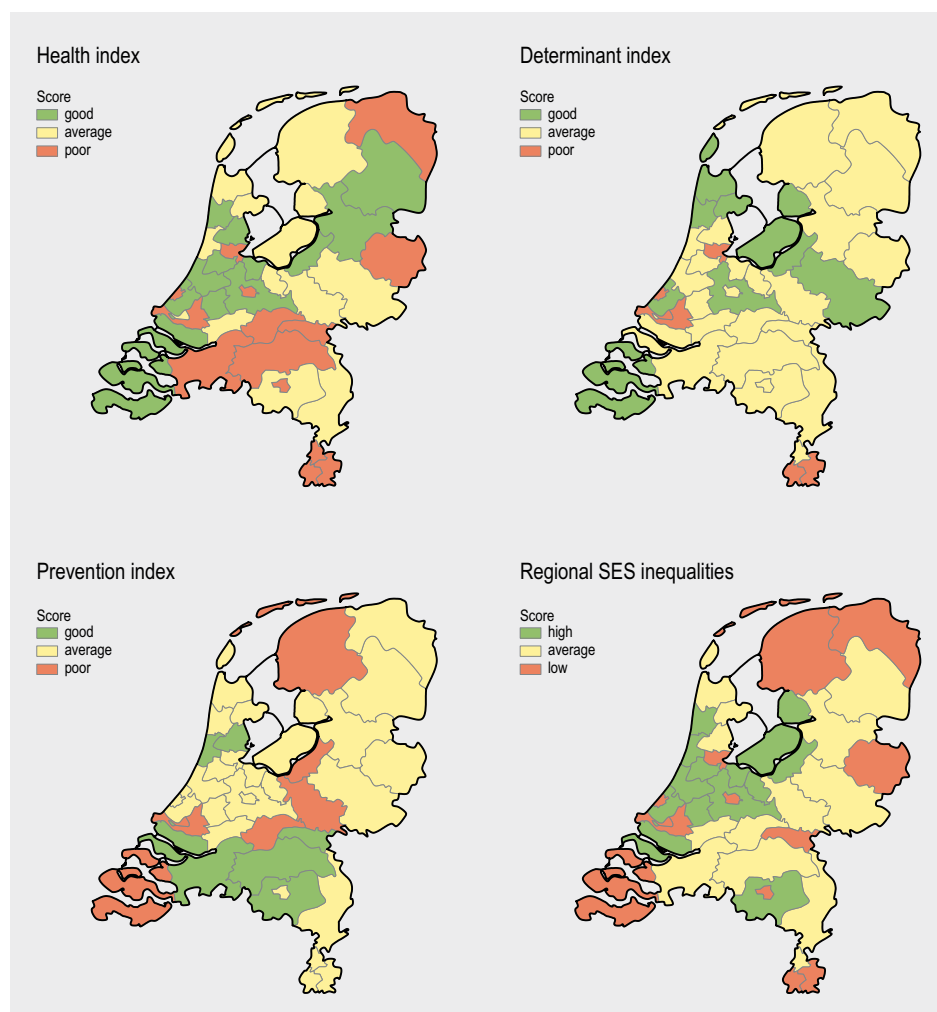 Health index
Score
good
average
poor
Determinant index
Score
good
average
poor
Prevention index
Score
good
average
poor
Regional SES inequalities
Score
high
average
low